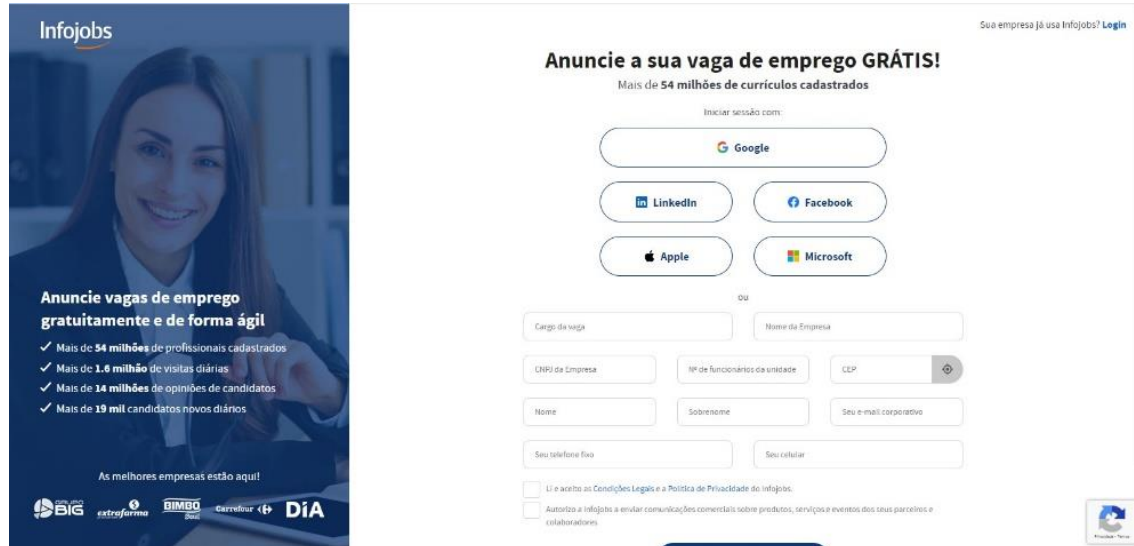 Infojobs
Anuncie vagas de emprego
gratuitamente e de forma ágil
Mais de 54 milhões de profissionais cadastrados
Mais de 1.6 milhão de visitas diárias
Mais de 14 milhões de opiniões de candidatos
Mais de 19 mil candidatos novos diários
As melhores empresas estão aqui!
GRUPO BIG extrafarma BIMBO Brasil Carrefour DiA
Sua empresa já usa Infojobs? Login
Anuncie a sua vaga de emprego GRÁTIS!
Mais de 54 milhões de currículos cadastrados
Iniciar sessão com:
Google
LinkedIn Facebook
Apple Microsoft
ou
Cargo da vaga Nome da Empresa
CNPJ da Empresa Nº de funcionários da unidade CEP
Nome Sobrenome Seu e-mail corporativo
Seu telefone fixo Seu celular
Li e aceito as Condições Legais e a Política de Privacidade do Infojobs.
Autorizo a Infojobs a enviar comunicações comerciais sobre produtos, serviços e eventos dos seus parceiros e
colaboradores